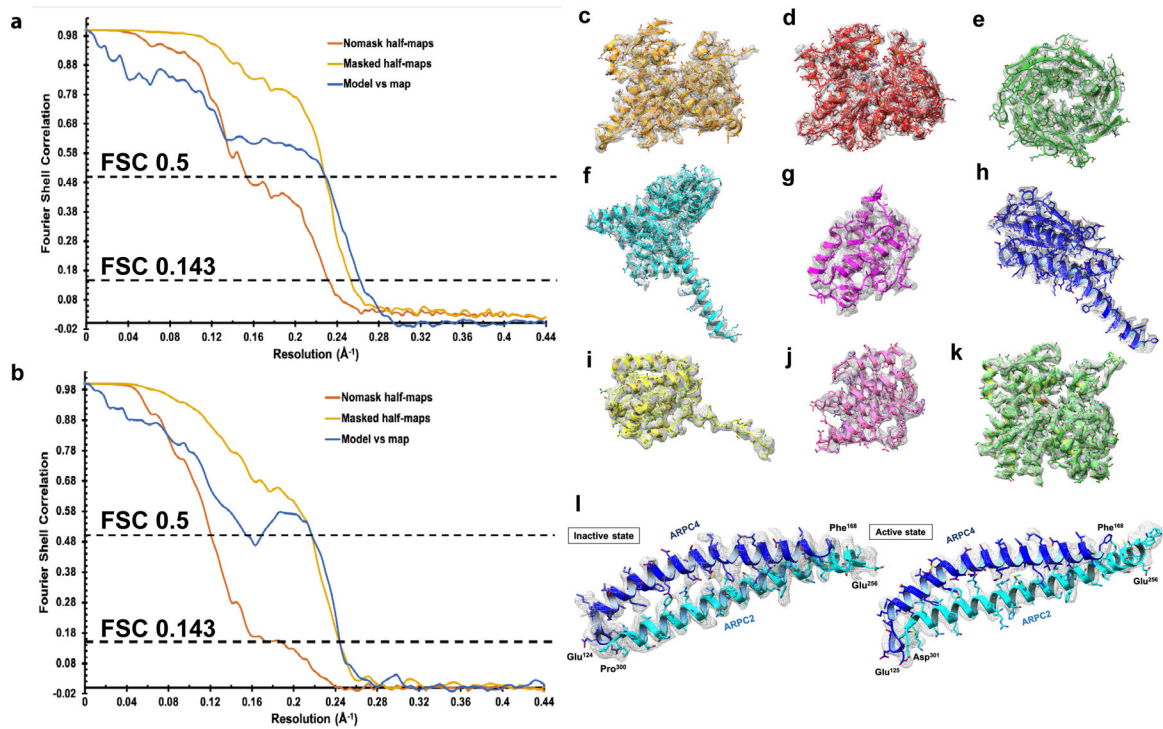 a
0.98
0.88
0.78
0.68
0.58
0.48
0.38
0.28
0.18
0.08
-0.02
Fourier Shell Correlation
Nomask half-maps
Masked half-maps
Model vs map
FSC 0.5
FSC 0.143
0 0.04 0.08 0.12 0.16 0.20 0.24 0.28 0.32 0.36 0.40 0.44
Resolution (Å-1)
b
0.98
0.88
0.78
0.68
0.58
0.48
0.38
0.28
0.18
0.08
-0.02
Fourier Shell Correlation
Nomask half-maps
Masked half-maps
Model vs map
FSC 0.5
FSC 0.143
0 0.04 0.08 0.12 0.16 0.2 0.24 0.28 0.32 0.36 0.4 0.44
Resolution (Å-1)
c
d
e
f
g
h
i
j
k
l
Inactive state
ARPC4
Phe168
Glu256
ARPC2
Glu124
Pro300
Active state
ARPC4
Phe168
Glu256
ARPC2
Asp301
Glu125